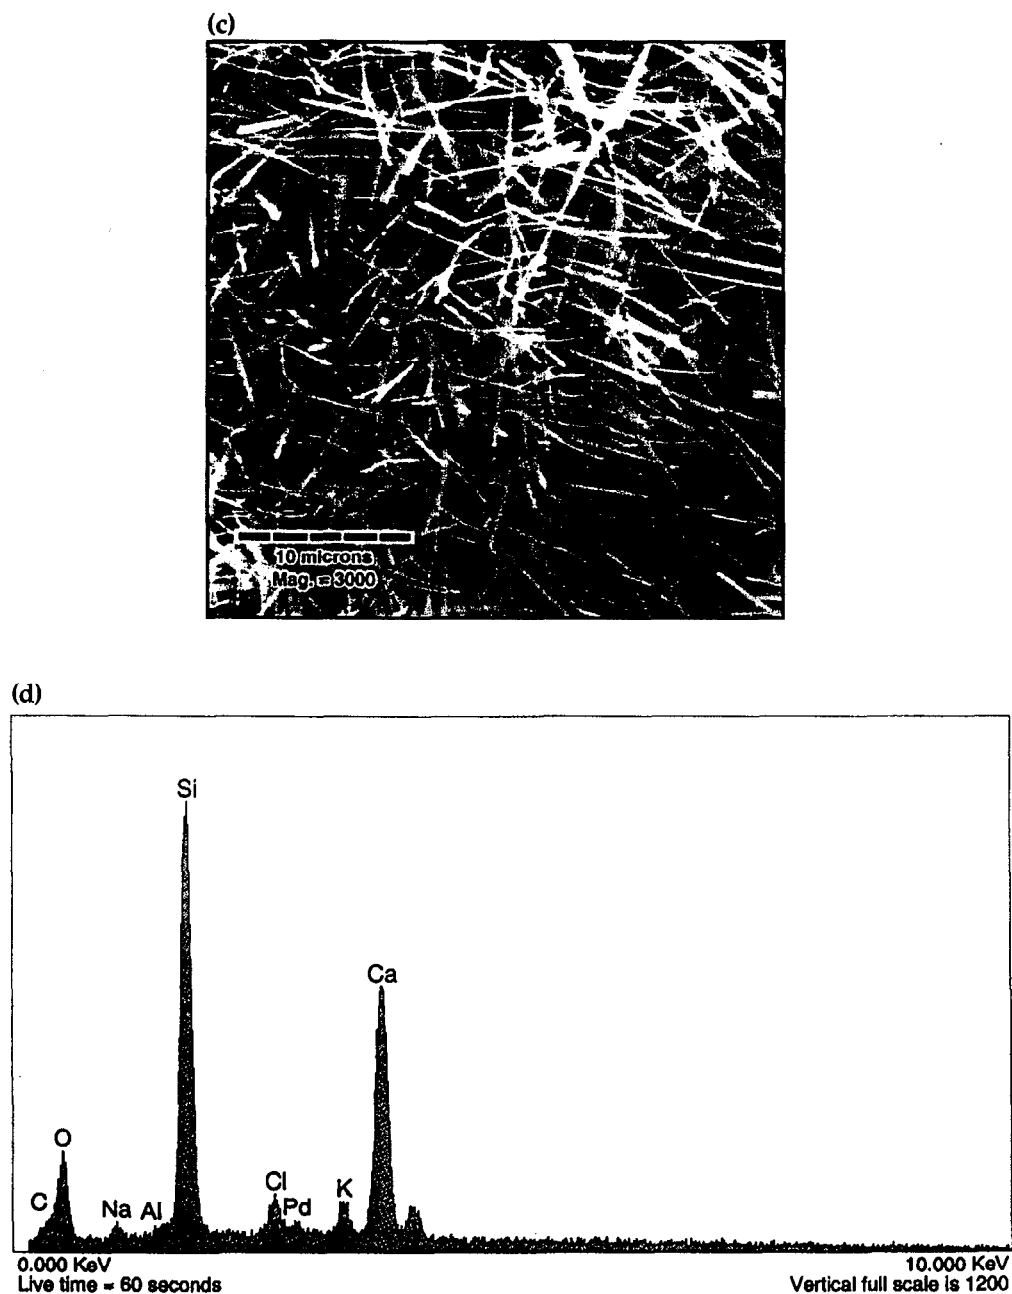 (c)
10 microns
Mag. = 3000
(d)
Si
Ca
O
C
Na
Al
Cl
Pd
K
0.000 KeV
10.000 KeV
Live time = 60 seconds
Vertical full scale is 1200